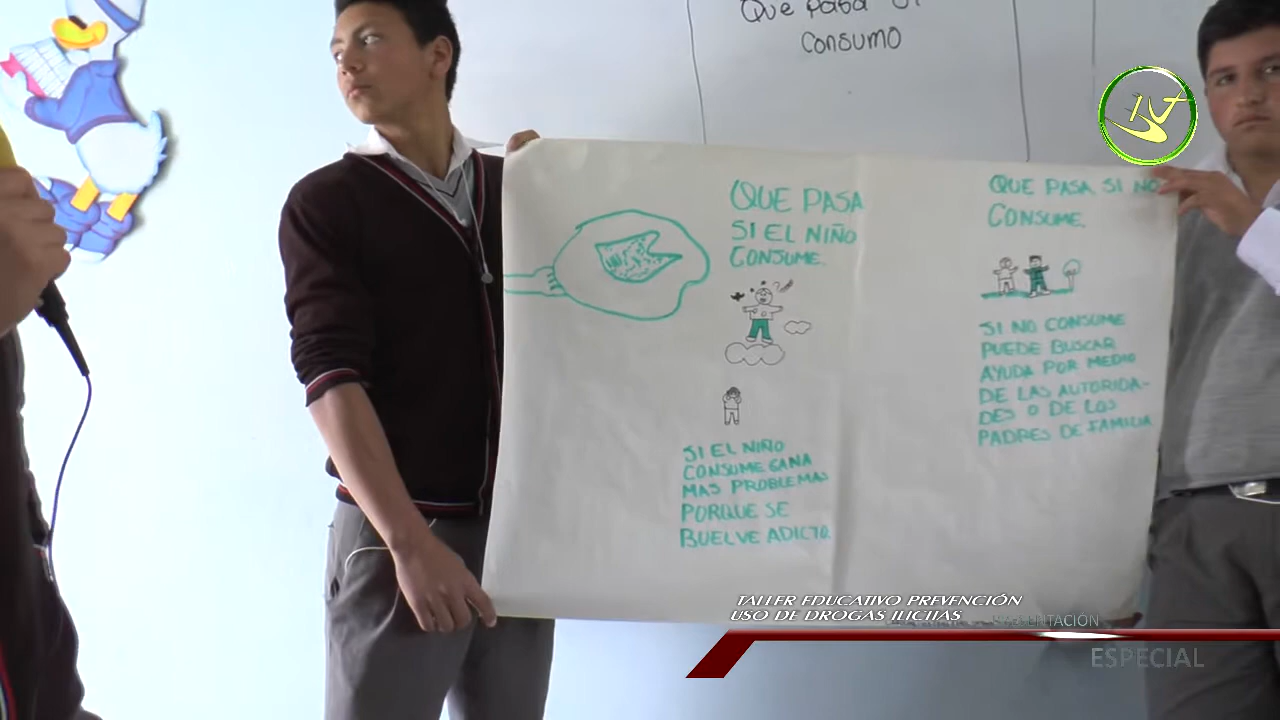 Que pasa si
Consumo
QUE PASA
SI EL NIÑO
CONSUME.
SI EL NIÑO
CONSUME GANA
MAS PROBLEMAS
PORQUE SE
BUELVE ADICTO.
QUE PASA SI NO
CONSUME.
SI NO CONSUME
PUEDE BUSCAR
AYUDA POR MEDIO
DE LAS AUTORIDA-
DES O DE LOS
PADRES DE FAMILIA
TALLER EDUCATIVO PREVENCIÓN
USO DE DROGAS ILICITAS
ESPECIAL